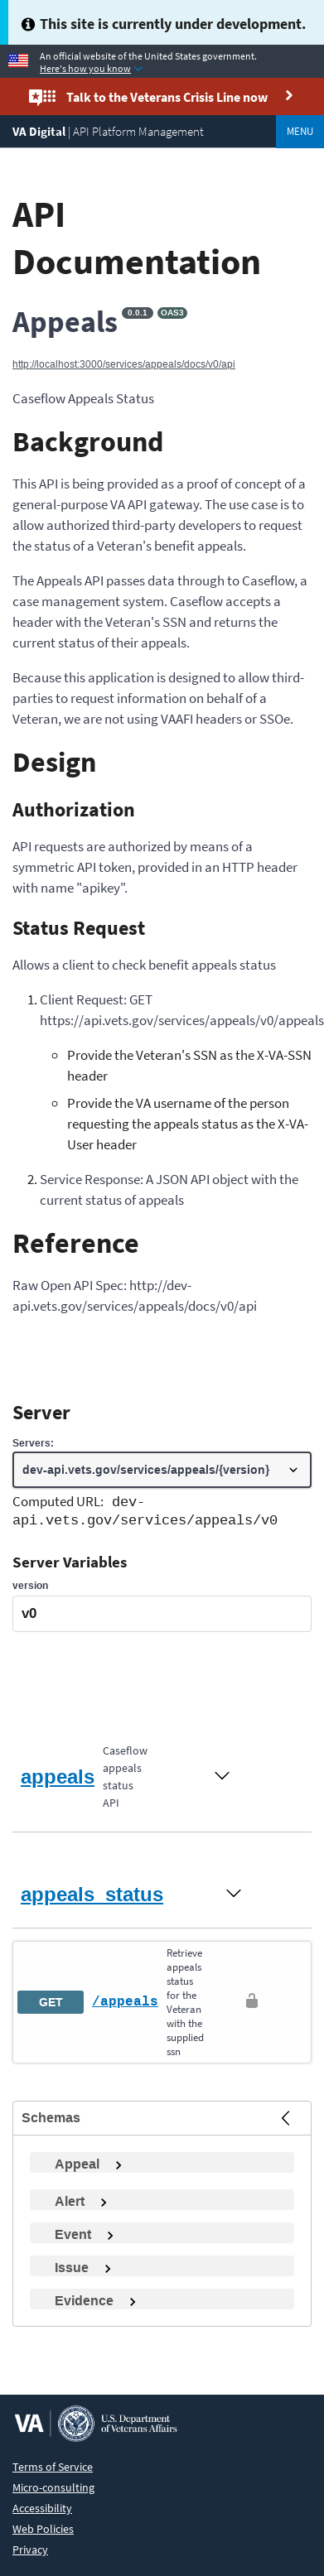 This site is currently under development.
An official website of the United States government.
Here's how you know
Talk to the Veterans Crisis Line now
VA Digital | API Platform Management
MENU
API
Documentation
Appeals 0.0.1 OAS3
http://localhost:3000/services/appeals/docs/v0/api
Caseflow Appeals Status
Background
This API is being provided as a proof of concept of a
general-purpose VA API gateway. The use case is to
allow authorized third-party developers to request
the status of a Veteran's benefit appeals.
The Appeals API passes data through to Caseflow, a
case management system. Caseflow accepts a
header with the Veteran's SSN and returns the
current status of their appeals.
Because this application is designed to allow third-
parties to request information on behalf of a
Veteran, we are not using VAAFI headers or SSOe.
Design
Authorization
API requests are authorized by means of a
symmetric API token, provided in an HTTP header
with name "apikey".
Status Request
Allows a client to check benefit appeals status
1. Client Request: GET
https://api.vets.gov/services/appeals/v0/appeals
Provide the Veteran's SSN as the X-VA-SSN
header
Provide the VA username of the person
requesting the appeals status as the X-VA-
User header
2. Service Response: A JSON API object with the
current status of appeals
Reference
Raw Open API Spec: http://dev-
api.vets.gov/services/appeals/docs/v0/api
Server
Servers:
dev-api.vets.gov/services/appeals/{version}
Computed URL: dev-
api.vets.gov/services/appeals/v0
Server Variables
version
v0
appeals
Caseflow
appeals
status
API
appeals_status
GET
/appeals
Retrieve
appeals
status
for the
Veteran
with the
supplied
ssn
Schemas
Appeal
Alert
Event
Issue
Evidence
VA
U.S. Department
of Veterans Affairs
Terms of Service
Micro-consulting
Accessibility
Web Policies
Privacy